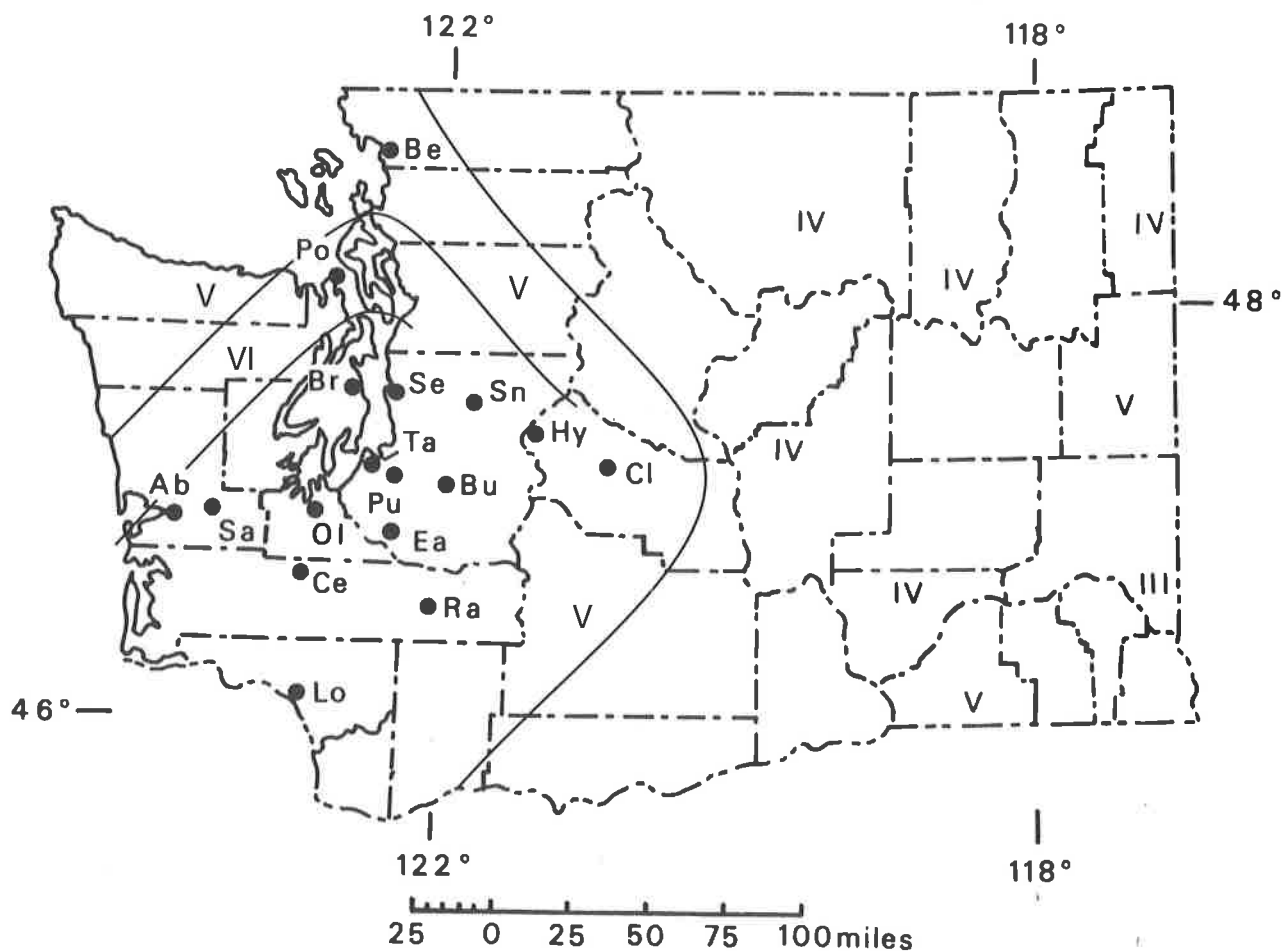 122°
118°
Be
IV
IV
Po
V
V
IV
48°
VI
Br
Se
Sn
V
Ta
Hy
IV
Cl
Ab
Pu
Bu
Sa
Ol
Ea
Ce
IV
III
Ra
V
Lo
V
46°
122°
118°
25 0 25 50 75 100 miles